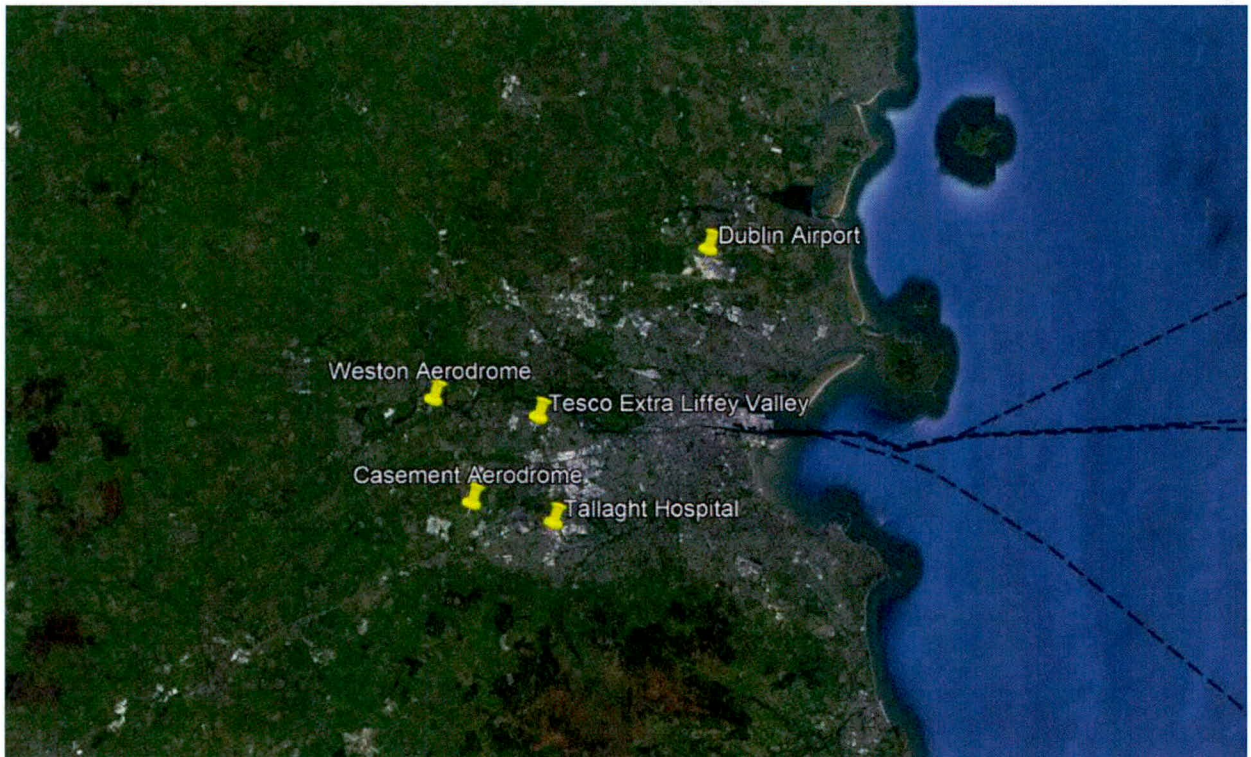 Dublin Airport
Weston Aerodrome
Tesco Extra Liffey Valley
Casement Aerodrome
Tallaght Hospital